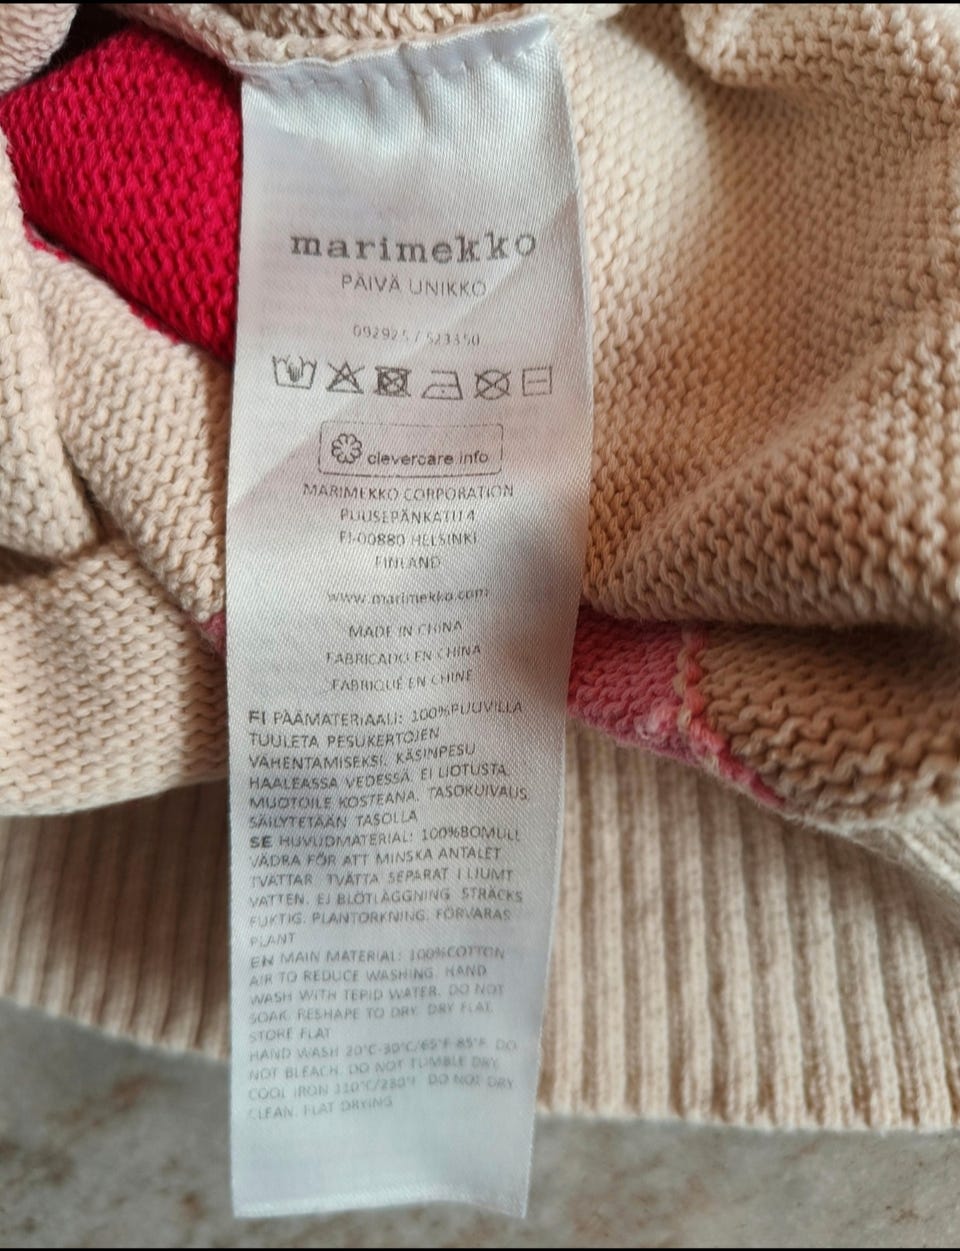 marimekko
PÄIVÄ UNIKKO
092925 / 523350
clevercare.info
MARIMEKKO CORPORATION
PUUSEPÄNKATU 4
FI-00880 HELSINKI
FINLAND
www.marimekko.com
MADE IN CHINA
FABRICADO EN CHINA
FABRIQUÉ EN CHINE
FI PÄÄMATERIAALI: 100%PUUVILLA
TUULETA PESUKERTOJEN
VÄHENTÄMISEKSI. KÄSINPESU
HAALEASSA VEDESSÄ. EI LIOTUSTA.
MUOTOILE KOSTEANA. TASOKUIVAUS.
SÄILYTETÄÄN TASOLLA
SE HUVUDMATERIAL: 100%BOMULL
VÄDRA FÖR ATT MINSKA ANTALET
TVÄTTAR. TVÄTTA SEPARAT I LJUMT
VATTEN. EJ BLÖTLÄGGNING. STRÄCKS
FUKTIG. PLANTORKNING. FÖRVARAS
PLANT
EN MAIN MATERIAL: 100%COTTON
AIR TO REDUCE WASHING. HAND
WASH WITH TEPID WATER. DO NOT
SOAK. RESHAPE TO DRY. DRY FLAT.
STORE FLAT
HAND WASH 20°C-30°C/65°F-85°F. DO
NOT BLEACH. DO NOT TUMBLE DRY.
COOL IRON 110°C/230°F. DO NOT DRY
CLEAN. FLAT DRYING